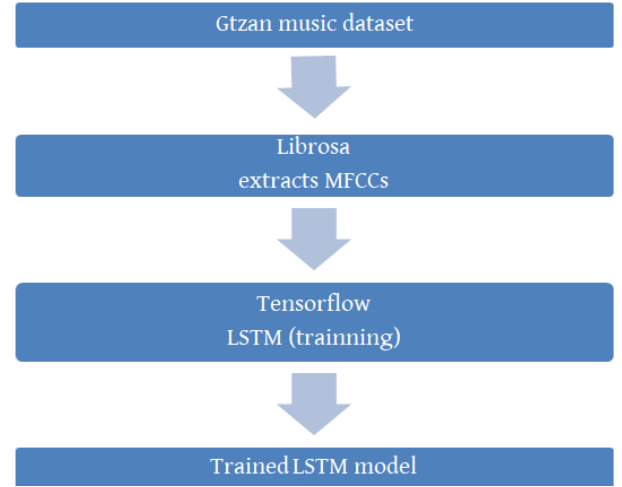 Gtzan music dataset
Librosa
extracts MFCCs
Tensorflow
LSTM (trainning)
Trained LSTM model